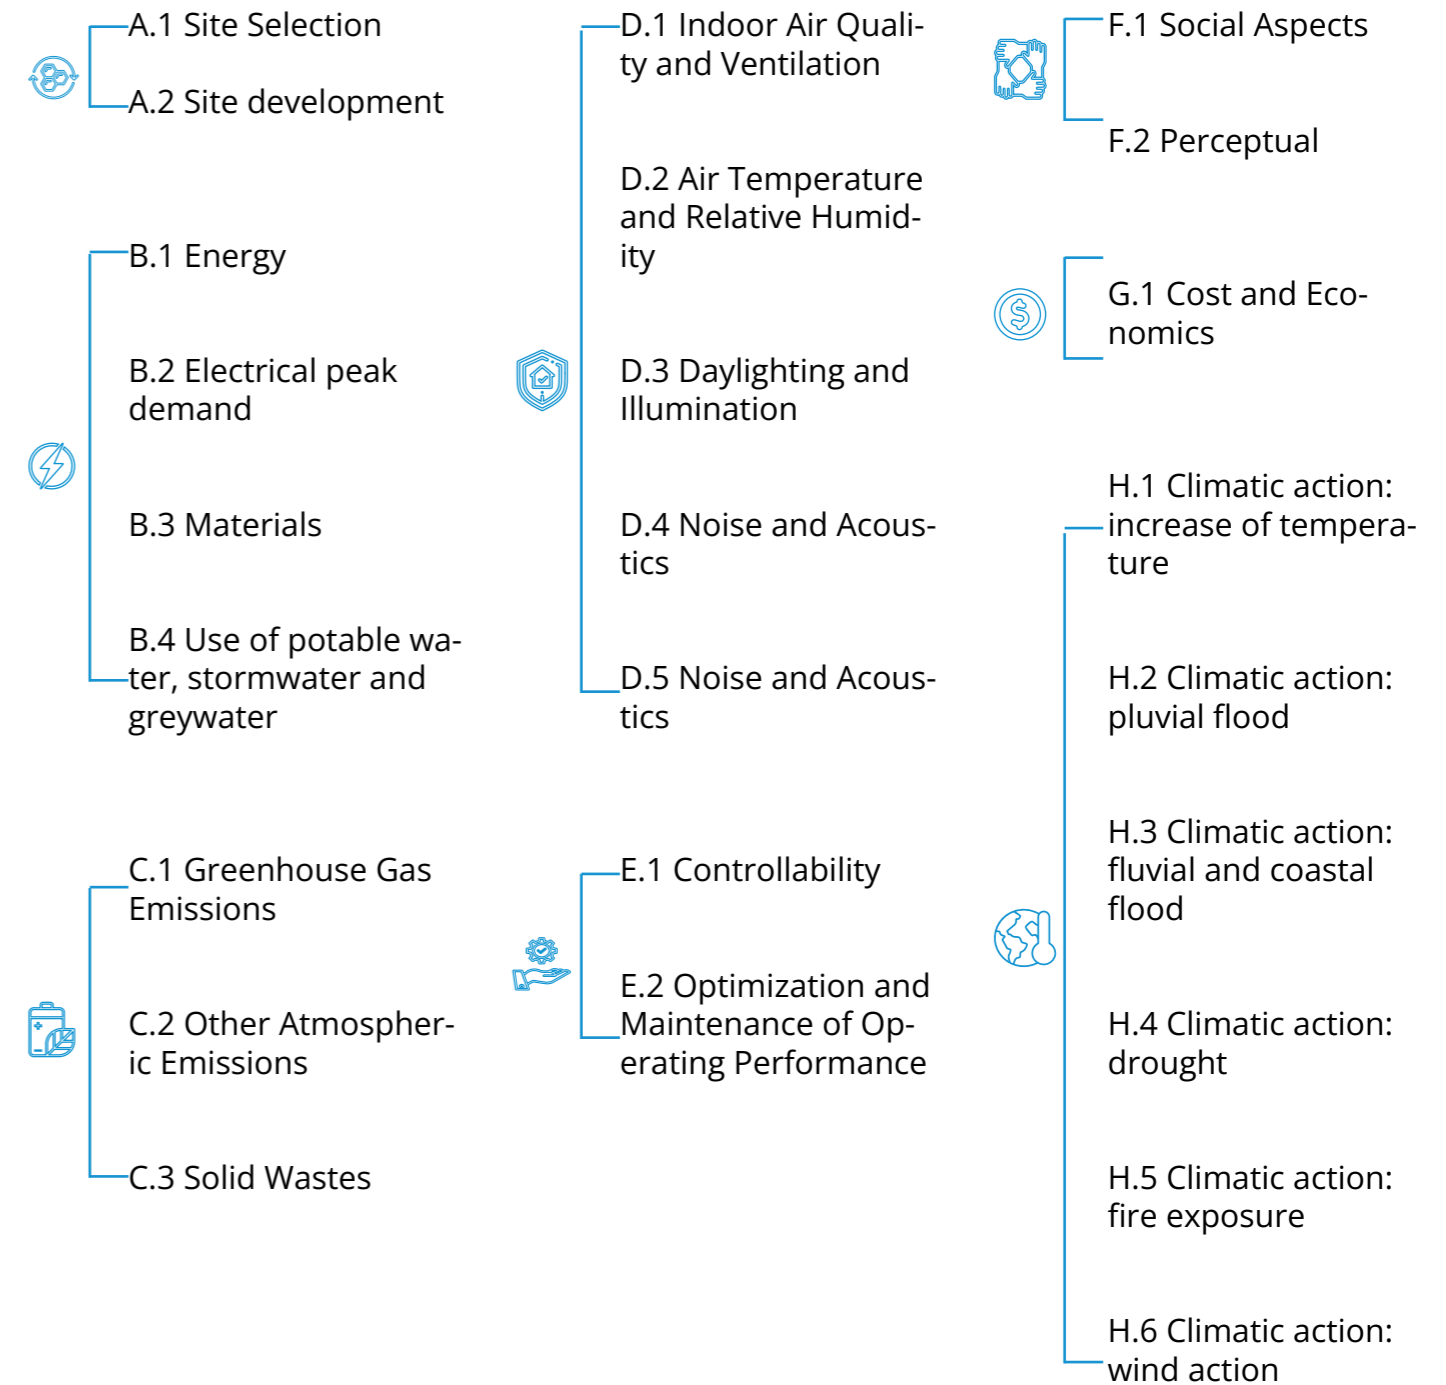 A.1 Site Selection
A.2 Site development
B.1 Energy
B.2 Electrical peak
demand
B.3 Materials
B.4 Use of potable wa-
ter, stormwater and
greywater
C.1 Greenhouse Gas
Emissions
C.2 Other Atmospher-
ic Emissions
C.3 Solid Wastes
D.1 Indoor Air Quali-
ty and Ventilation
D.2 Air Temperature
and Relative Humid-
ity
D.3 Daylighting and
Illumination
D.4 Noise and Acous-
tics
D.5 Noise and Acous-
tics
E.1 Controllability
E.2 Optimization and
Maintenance of Op-
erating Performance
F.1 Social Aspects
F.2 Perceptual
$
G.1 Cost and Eco-
nomics
H.1 Climatic action:
increase of tempera-
ture
H.2 Climatic action:
pluvial flood
H.3 Climatic action:
fluvial and coastal
flood
H.4 Climatic action:
drought
H.5 Climatic action:
fire exposure
H.6 Climatic action:
wind action